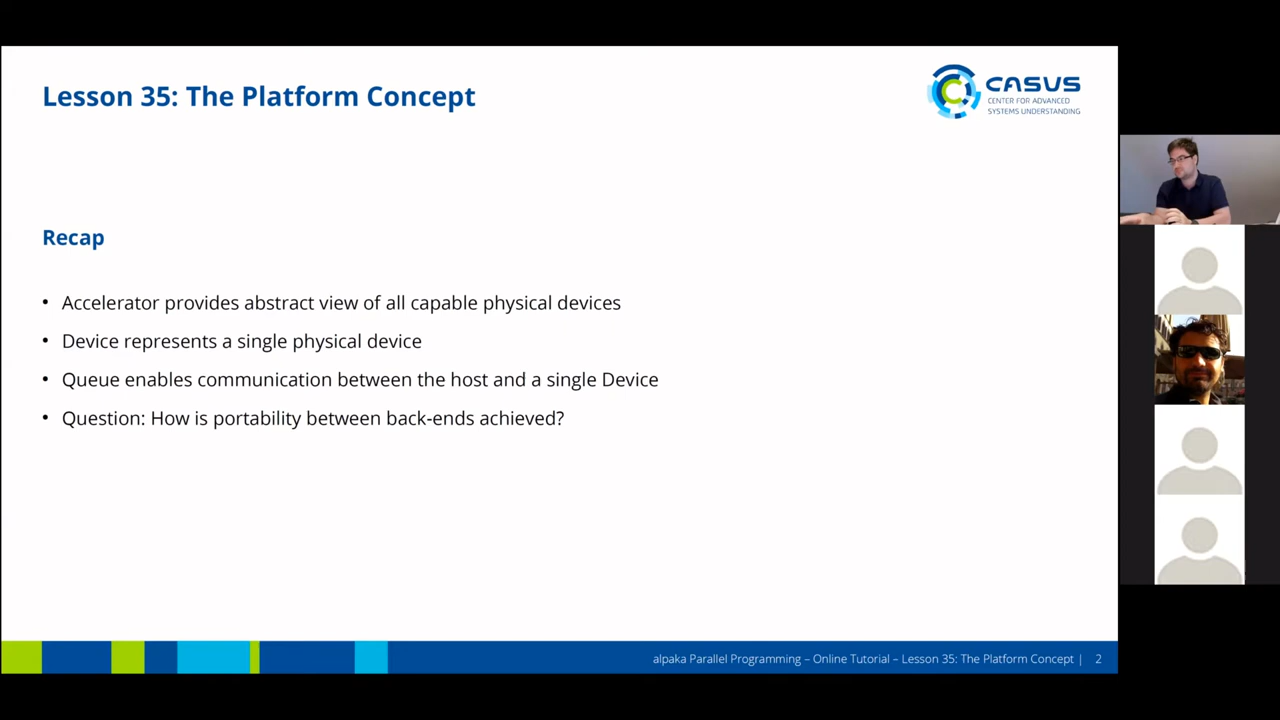 Lesson 35: The Platform Concept
CASUS
CENTER FOR ADVANCED
SYSTEMS UNDERSTANDING
Recap
• Accelerator provides abstract view of all capable physical devices
• Device represents a single physical device
• Queue enables communication between the host and a single Device
• Question: How is portability between back-ends achieved?
alpaka Parallel Programming – Online Tutorial – Lesson 35: The Platform Concept | 2